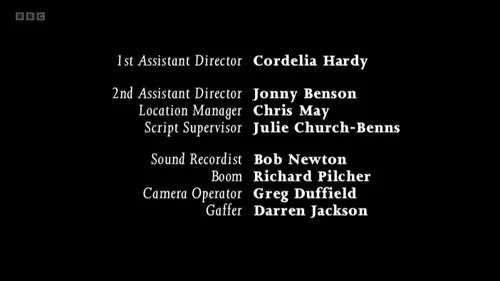 BBC
1st Assistant Director Cordelia Hardy
2nd Assistant Director Jonny Benson
Location Manager Chris May
Script Supervisor Julie Church-Benns
Sound Recordist Bob Newton
Boom Richard Pilcher
Camera Operator Greg Duffield
Gaffer Darren Jackson